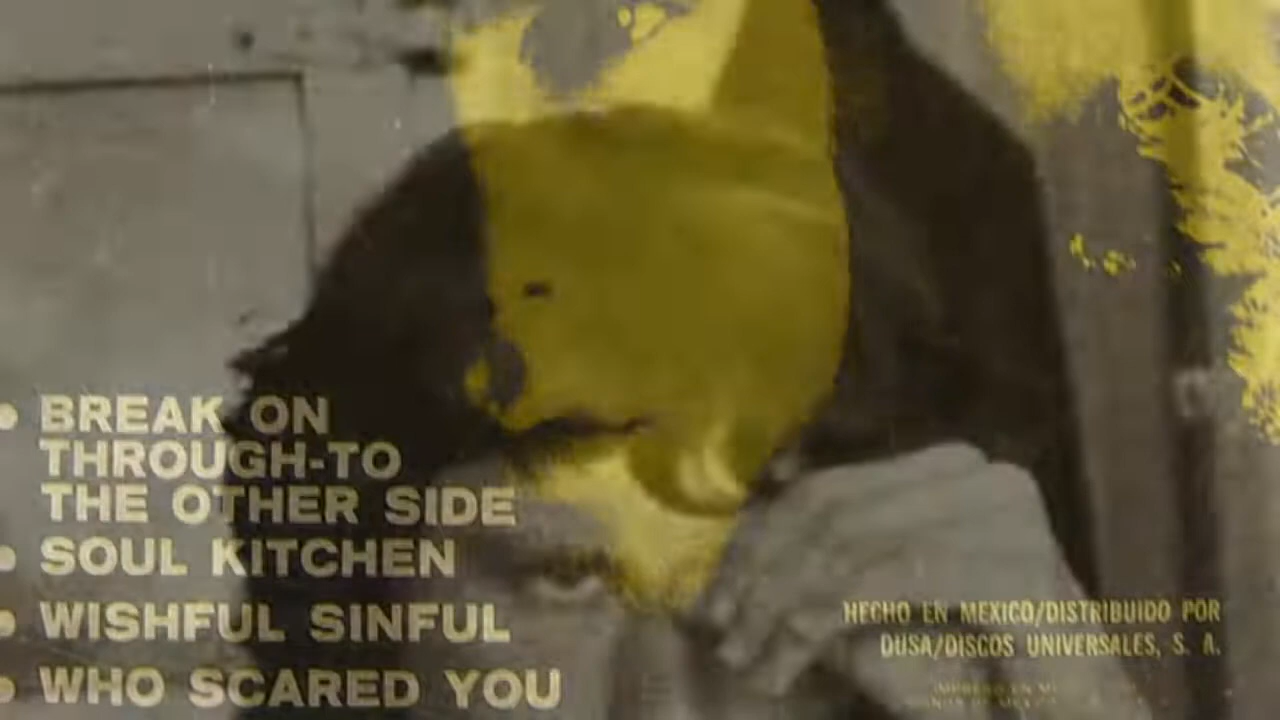 • BREAK ON
THROUGH-TO
THE OTHER SIDE
• SOUL KITCHEN
• WISHFUL SINFUL
• WHO SCARED YOU
HECHO EN MEXICO/DISTRIBUIDO POR
DUSA/DISCOS UNIVERSALES, S. A.